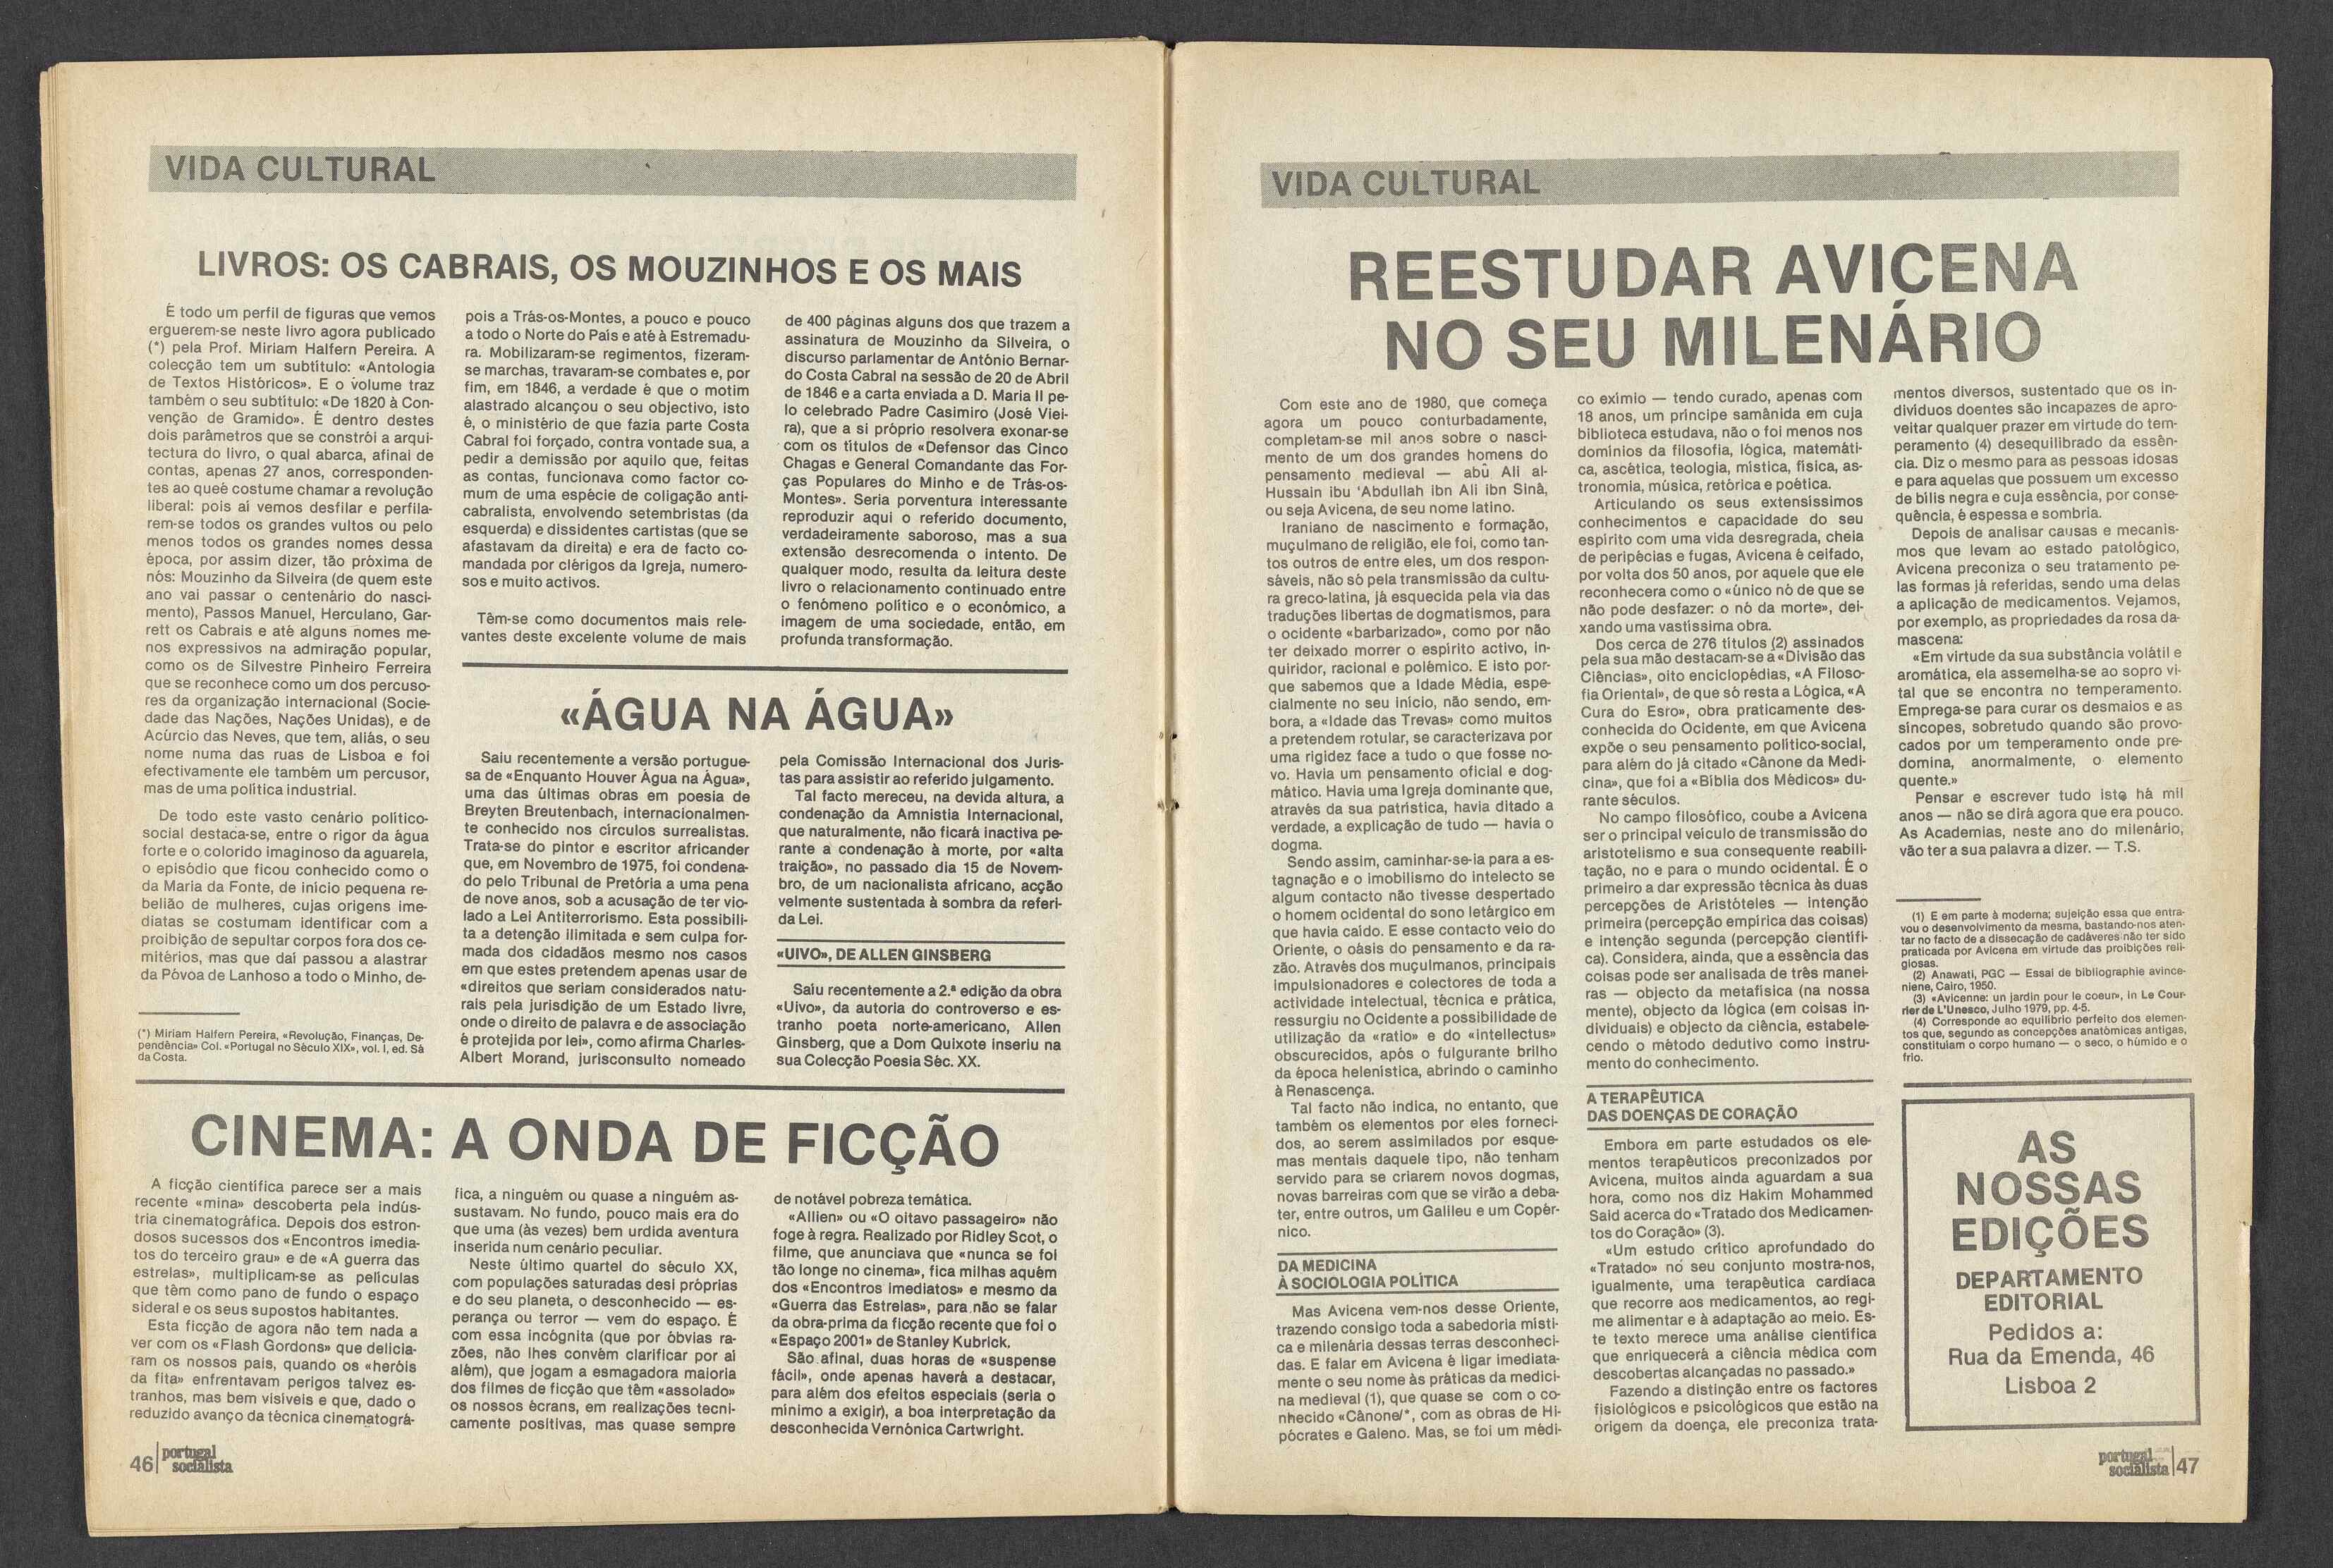 VIDA CULTURAL
LIVROS: OS CABRAIS, OS MOUZINHOS E OS MAIS
É todo um perfil de figuras que vemos
erguerem-se neste livro agora publicado
(*) pela Prof. Miriam Halfern Pereira. A
colecção tem um subtítulo: «Antologia
de Textos Históricos». E o volume traz
também o seu subtítulo: «De 1820 à Con-
venção de Gramido». É dentro destes
dois parâmetros que se constrói a arqui-
tectura do livro, o qual abarca, afinal de
contas, apenas 27 anos, corresponden-
tes ao queé costume chamar a revolução
liberal: pois aí vemos desfilar e perfila-
rem-se todos os grandes vultos ou pelo
menos todos os grandes nomes dessa
época, por assim dizer, tão próxima de
nós: Mouzinho da Silveira (de quem este
ano vai passar o centenário do nasci-
mento), Passos Manuel, Herculano, Gar-
rett os Cabrais e até alguns nomes me-
nos expressivos na admiração popular,
como os de Silvestre Pinheiro Ferreira
que se reconhece como um dos percuso-
res da organização internacional (Socie-
dade das Nações, Nações Unidas), e de
Acúrcio das Neves, que tem, aliás, o seu
nome numa das ruas de Lisboa e foi
efectivamente ele também um percusor,
mas de uma política industrial.
De todo este vasto cenário político-
social destaca-se, entre o rigor da água
forte e o colorido imaginoso da aguarela,
o episódio que ficou conhecido como o
da Maria da Fonte, de início pequena re-
belião de mulheres, cujas origens ime-
diatas se costumam identificar com a
proibição de sepultar corpos fora dos ce-
mitérios, mas que daí passou a alastrar
da Póvoa de Lanhoso a todo o Minho, de-
(*) Miriam Halfern Pereira, «Revolução, Finanças, De-
pendência» Col. «Portugal no Século XIX», vol. I, ed. Sá
da Costa.
pois a Trás-os-Montes, a pouco e pouco
a todo o Norte do País e até à Estremadu-
ra. Mobilizaram-se regimentos, fizeram-
se marchas, travaram-se combates e, por
fim, em 1846, a verdade é que o motim
alastrado alcançou o seu objectivo, isto
é, o ministério de que fazia parte Costa
Cabral foi forçado, contra vontade sua, a
pedir a demissão por aquilo que, feitas
as contas, funcionava como factor co-
mum de uma espécie de coligação anti-
cabralista, envolvendo setembristas (da
esquerda) e dissidentes cartistas (que se
afastavam da direita) e era de facto co-
mandada por clérigos da Igreja, numero-
sos e muito activos.
Têm-se como documentos mais rele-
vantes deste excelente volume de mais
de 400 páginas alguns dos que trazem a
assinatura de Mouzinho da Silveira, o
discurso parlamentar de António Bernar-
do Costa Cabral na sessão de 20 de Abril
de 1846 e a carta enviada a D. Maria II pe-
lo celebrado Padre Casimiro (José Viei-
ra), que a si próprio resolvera exonar-se
com os títulos de «Defensor das Cinco
Chagas e General Comandante das For-
ças Populares do Minho e de Trás-os-
Montes». Seria porventura interessante
reproduzir aqui o referido documento,
verdadeiramente saboroso, mas a sua
extensão desrecomenda o intento. De
qualquer modo, resulta da leitura deste
livro o relacionamento continuado entre
o fenómeno político e o económico, a
imagem de uma sociedade, então, em
profunda transformação.
«ÁGUA NA ÁGUA»
Saiu recentemente a versão portugue-
sa de «Enquanto Houver Água na Água»,
uma das últimas obras em poesia de
Breyten Breutenbach, internacionalmen-
te conhecido nos círculos surrealistas.
Trata-se do pintor e escritor africander
que, em Novembro de 1975, foi condena-
do pelo Tribunal de Pretória a uma pena
de nove anos, sob a acusação de ter vio-
lado a Lei Antiterrorismo. Esta possibili-
ta a detenção ilimitada e sem culpa for-
mada dos cidadãos mesmo nos casos
em que estes pretendem apenas usar de
«direitos que seriam considerados natu-
rais pela jurisdição de um Estado livre,
onde o direito de palavra e de associação
é protejida por lei», como afirma Charles-
Albert Morand, jurisconsulto nomeado
pela Comissão Internacional dos Juris-
tas para assistir ao referido julgamento.
Tal facto mereceu, na devida altura, a
condenação da Amnistia Internacional,
que naturalmente, não ficará inactiva pe-
rante a condenação à morte, por «alta
traição», no passado dia 15 de Novem-
bro, de um nacionalista africano, acção
velmente sustentada à sombra da referi-
da Lei.
«UIVO», DE ALLEN GINSBERG
Saiu recentemente a 2.ª edição da obra
«Uivo», da autoria do controverso e es-
tranho poeta norte-americano, Allen
Ginsberg, que a Dom Quixote inseriu na
sua Colecção Poesia Séc. XX.
CINEMA: A ONDA DE FICÇÃO
A ficção científica parece ser a mais
recente «mina» descoberta pela indús-
tria cinematográfica. Depois dos estron-
dosos sucessos dos «Encontros imedia-
tos do terceiro grau» e de «A guerra das
estrelas», multiplicam-se as películas
que têm como pano de fundo o espaço
sideral e os seus supostos habitantes.
Esta ficção de agora não tem nada a
ver com os «Flash Gordons» que delicia-
ram os nossos pais, quando os «heróis
da fita» enfrentavam perigos talvez es-
tranhos, mas bem visíveis e que, dado o
reduzido avanço da técnica cinematográ-
fica, a ninguém ou quase a ninguém as-
sustavam. No fundo, pouco mais era do
que uma (às vezes) bem urdida aventura
inserida num cenário peculiar.
Neste último quartel do século XX,
com populações saturadas desi próprias
e do seu planeta, o desconhecido — es-
perança ou terror — vem do espaço. É
com essa incógnita (que por óbvias ra-
zões, não lhes convém clarificar por aí
além), que jogam a esmagadora maioria
dos filmes de ficção que têm «assolado»
os nossos écrans, em realizações tecni-
camente positivas, mas quase sempre
de notável pobreza temática.
«Allien» ou «O oitavo passageiro» não
foge à regra. Realizado por Ridley Scot, o
filme, que anunciava que «nunca se foi
tão longe no cinema», fica milhas aquém
dos «Encontros imediatos» e mesmo da
«Guerra das Estrelas», para não se falar
da obra-prima da ficção recente que foi o
«Espaço 2001» de Stanley Kubrick.
São afinal, duas horas de «suspense
fácil», onde apenas haverá a destacar,
para além dos efeitos especiais (seria o
mínimo a exigir), a boa interpretação da
desconhecida Vernónica Cartwright.
46 portugal
socialista
VIDA CULTURAL
REESTUDAR AVICENA
NO SEU MILENÁRIO
Com este ano de 1980, que começa
agora um pouco conturbadamente,
completam-se mil anos sobre o nasci-
mento de um dos grandes homens do
pensamento medieval — abû Ali al-
Hussain ibu 'Abdullah ibn Ali ibn Sinâ,
ou seja Avicena, de seu nome latino.
Iraniano de nascimento e formação,
muçulmano de religião, ele foi, como tan-
tos outros de entre eles, um dos respon-
sáveis, não só pela transmissão da cultu-
ra greco-latina, já esquecida pela via das
traduções libertas de dogmatismos, para
o ocidente «barbarizado», como por não
ter deixado morrer o espírito activo, in-
quiridor, racional e polémico. E isto por-
que sabemos que a Idade Média, espe-
cialmente no seu início, não sendo, em-
bora, a «Idade das Trevas» como muitos
a pretendem rotular, se caracterizava por
uma rigidez face a tudo o que fosse no-
vo. Havia um pensamento oficial e dog-
mático. Havia uma Igreja dominante que,
através da sua patrística, havia ditado a
verdade, a explicação de tudo — havia o
dogma.
Sendo assim, caminhar-se-ia para a es-
tagnação e o imobilismo do intelecto se
algum contacto não tivesse despertado
o homem ocidental do sono letárgico em
que havia caído. E esse contacto veio do
Oriente, o oásis do pensamento e da ra-
zão. Através dos muçulmanos, principais
impulsionadores e colectores de toda a
actividade intelectual, técnica e prática,
ressurgiu no Ocidente a possibilidade de
utilização da «ratio» e do «intellectus»
obscurecidos, após o fulgurante brilho
da época helenística, abrindo o caminho
à Renascença.
Tal facto não indica, no entanto, que
também os elementos por eles forneci-
dos, ao serem assimilados por esque-
mas mentais daquele tipo, não tenham
servido para se criarem novos dogmas,
novas barreiras com que se virão a deba-
ter, entre outros, um Galileu e um Copér-
nico.
DA MEDICINA
À SOCIOLOGIA POLÍTICA
Mas Avicena vem-nos desse Oriente,
trazendo consigo toda a sabedoria místi-
ca e milenária dessas terras desconheci-
das. E falar em Avicena é ligar imediata-
mente o seu nome às práticas da medici-
na medieval (1), que quase se com o co-
nhecido «Cânone/*, com as obras de Hi-
pócrates e Galeno. Mas, se foi um médi-
co exímio — tendo curado, apenas com
18 anos, um príncipe samânida em cuja
biblioteca estudava, não o foi menos nos
domínios da filosofia, lógica, matemáti-
ca, ascética, teologia, mística, física, as-
tronomia, música, retórica e poética.
Articulando os seus extensíssimos
conhecimentos e capacidade do seu
espírito com uma vida desregrada, cheia
de peripécias e fugas, Avicena é ceifado,
por volta dos 50 anos, por aquele que ele
reconhecera como o «único nó de que se
não pode desfazer: o nó da morte», dei-
xando uma vastíssima obra.
Dos cerca de 276 títulos (2) assinados
pela sua mão destacam-se a «Divisão das
Ciências», oito enciclopédias, «A Filoso-
fia Oriental», de que só resta a Lógica, «A
Cura do Esro», obra praticamente des-
conhecida do Ocidente, em que Avicena
expõe o seu pensamento político-social,
para além do já citado «Cânone da Medi-
cina», que foi a «Bíblia dos Médicos» du-
rante séculos.
No campo filosófico, coube a Avicena
ser o principal veículo de transmissão do
aristotelismo e sua consequente reabili-
tação, no e para o mundo ocidental. É o
primeiro a dar expressão técnica às duas
percepções de Aristóteles — intenção
primeira (percepção empírica das coisas)
e intenção segunda (percepção científi-
ca). Considera, ainda, que a essência das
coisas pode ser analisada de três manei-
ras — objecto da metafísica (na nossa
mente), objecto da lógica (em coisas in-
dividuais) e objecto da ciência, estabele-
cendo o método dedutivo como instru-
mento do conhecimento.
A TERAPÊUTICA
DAS DOENÇAS DE CORAÇÃO
Embora em parte estudados os ele-
mentos terapêuticos preconizados por
Avicena, muitos ainda aguardam a sua
hora, como nos diz Hakim Mohammed
Said acerca do «Tratado dos Medicamen-
tos do Coração» (3).
«Um estudo crítico aprofundado do
«Tratado» no seu conjunto mostra-nos,
igualmente, uma terapêutica cardíaca
que recorre aos medicamentos, ao regi-
me alimentar e à adaptação ao meio. Es-
te texto merece uma análise científica
que enriquecerá a ciência médica com
descobertas alcançadas no passado.»
Fazendo a distinção entre os factores
fisiológicos e psicológicos que estão na
origem da doença, ele preconiza trata-
mentos diversos, sustentado que os in-
divíduos doentes são incapazes de apro-
veitar qualquer prazer em virtude do tem-
peramento (4) desequilibrado da essên-
cia. Diz o mesmo para as pessoas idosas
e para aquelas que possuem um excesso
de bílis negra e cuja essência, por conse-
quência, é espessa e sombria.
Depois de analisar causas e mecanis-
mos que levam ao estado patológico,
Avicena preconiza o seu tratamento pe-
las formas já referidas, sendo uma delas
a aplicação de medicamentos. Vejamos,
por exemplo, as propriedades da rosa da-
mascena:
«Em virtude da sua substância volátil e
aromática, ela assemelha-se ao sopro vi-
tal que se encontra no temperamento.
Emprega-se para curar os desmaios e as
síncopes, sobretudo quando são provo-
cados por um temperamento onde pre-
domina, anormalmente, o elemento
quente.»
Pensar e escrever tudo isto há mil
anos — não se dirá agora que era pouco.
As Academias, neste ano do milenário,
vão ter a sua palavra a dizer. — T.S.
(1) E em parte à moderna; sujeição essa que entra-
vou o desenvolvimento da mesma, bastando-nos aten-
tar no facto de a dissecação de cadáveres não ter sido
praticada por Avicena em virtude das proibições reli-
giosas.
(2) Anawati, PGC — Essai de bibliographie avince-
niene, Cairo, 1950.
(3) «Avicenne: un jardin pour le coeur», in Le Cour-
rier de L'Unesco, Julho 1979, pp. 4-5.
(4) Corresponde ao equilíbrio perfeito dos elemen-
tos que, segundo as concepções anatómicas antigas,
constituíam o corpo humano — o seco, o húmido e o
frio.
AS
NOSSAS
EDIÇÕES
DEPARTAMENTO
EDITORIAL
Pedidos a:
Rua da Emenda, 46
Lisboa 2
portugal
socialista 47